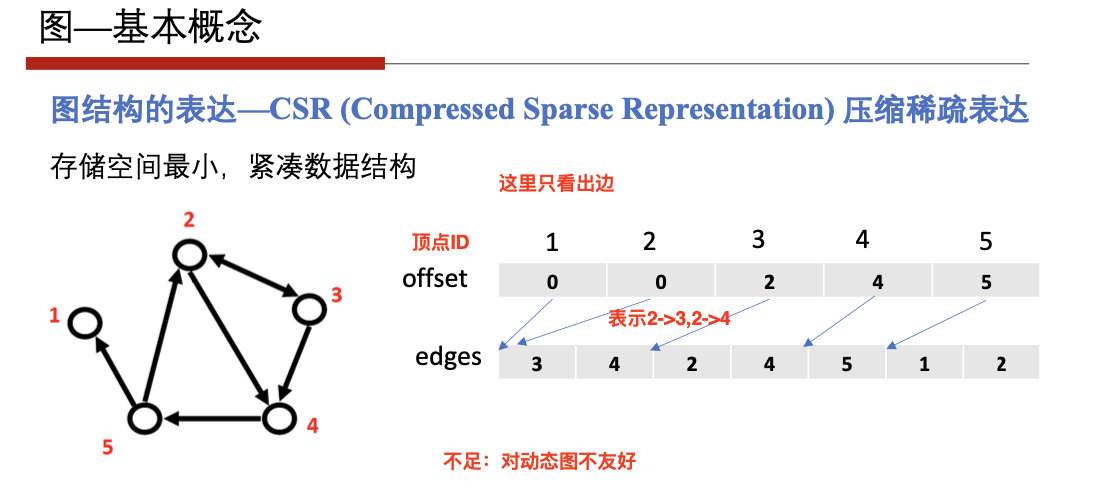 图—基本概念
图结构的表达—CSR (Compressed Sparse Representation) 压缩稀疏表达
存储空间最小，紧凑数据结构
这里只看出边
顶点ID 1 2 3 4 5
offset 0 0 2 4 5
表示2->3,2->4
edges 3 4 2 4 5 1 2
2
3
1
4
5
不足：对动态图不友好